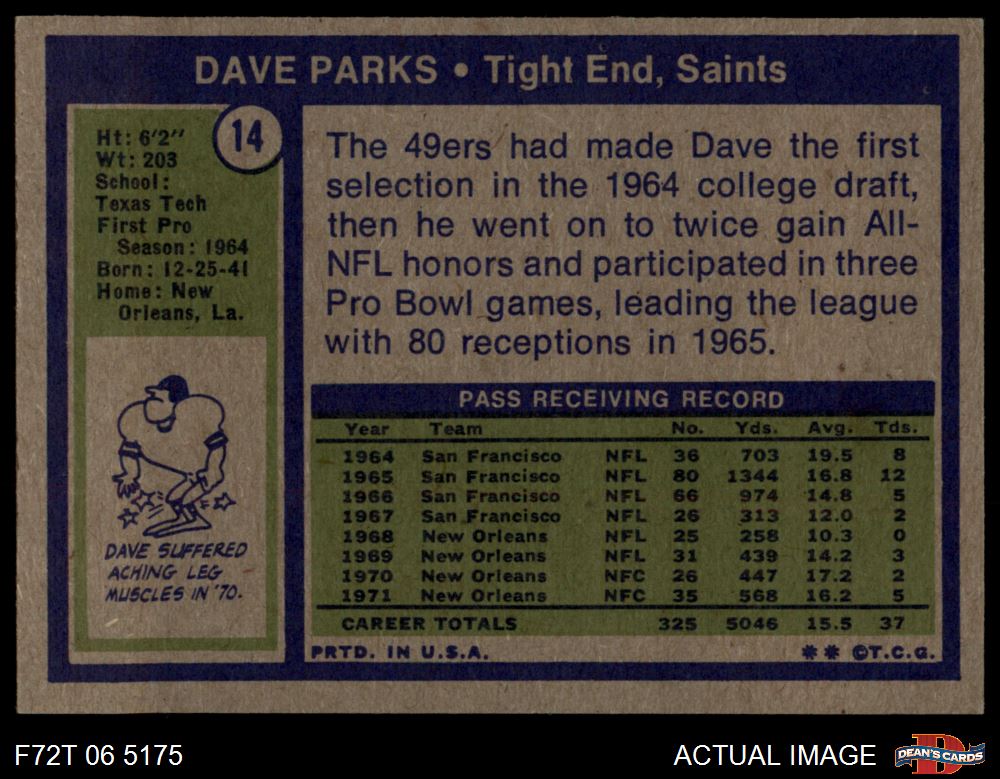 DAVE PARKS • Tight End, Saints
14
Ht: 6'2"
Wt: 203
School:
Texas Tech
First Pro
Season: 1964
Born: 12-25-41
Home: New
Orleans, La.
DAVE SUFFERED
ACHING LEG
MUSCLES IN '70.
The 49ers had made Dave the first
selection in the 1964 college draft,
then he went on to twice gain All-
NFL honors and participated in three
Pro Bowl games, leading the league
with 80 receptions in 1965.
PASS RECEIVING RECORD
Year Team No. Yds. Avg. Tds.
1964 San Francisco NFL 36 703 19.5 8
1965 San Francisco NFL 80 1344 16.8 12
1966 San Francisco NFL 66 974 14.8 5
1967 San Francisco NFL 26 313 12.0 2
1968 New Orleans NFL 25 258 10.3 0
1969 New Orleans NFL 31 439 14.2 3
1970 New Orleans NFC 26 447 17.2 2
1971 New Orleans NFC 35 568 16.2 5
CAREER TOTALS 325 5046 15.5 37
PRTD. IN U.S.A. ** ©T.C.G.
F72T 06 5175
ACTUAL IMAGE
D
DEAN'S CARDS